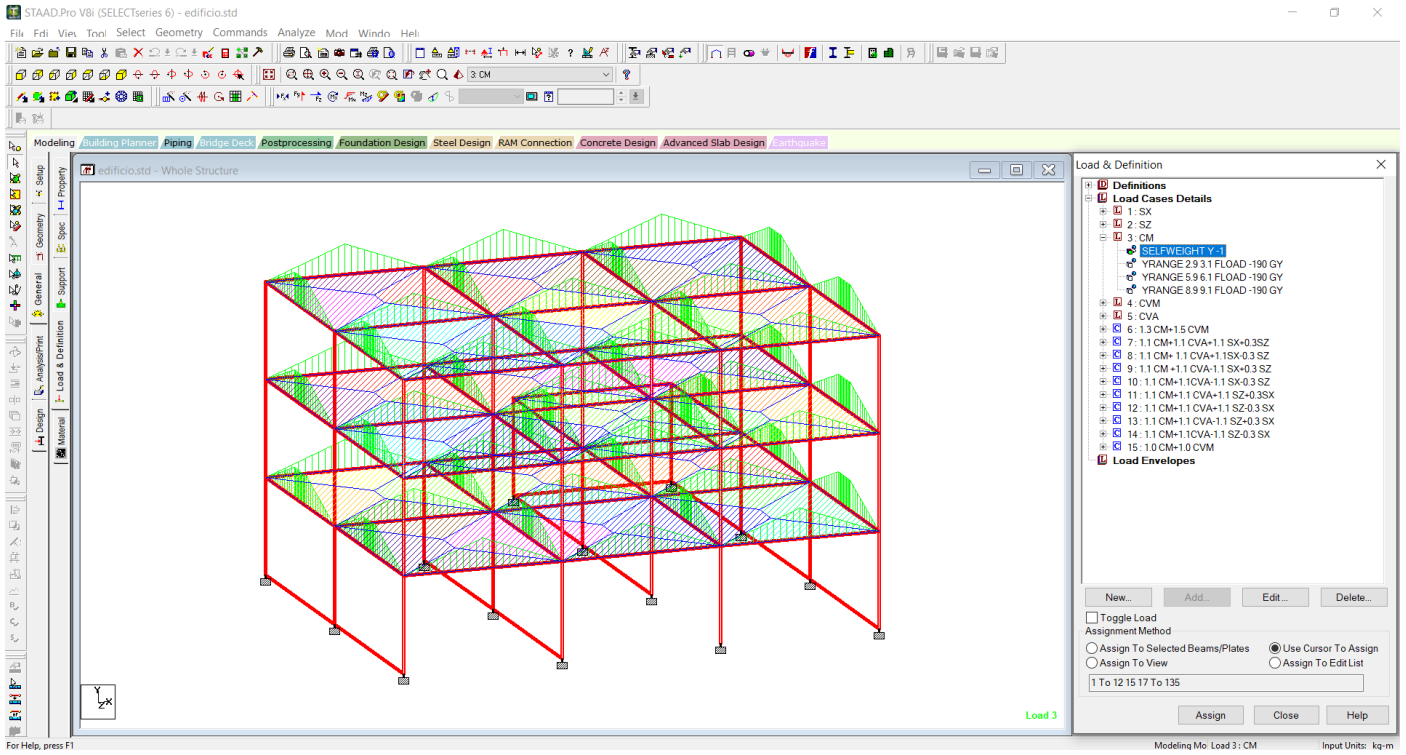 STAAD.Pro V8i (SELECTseries 6) - edificio.std
Select Geometry Commands Analyze
?
3: CM
?
?
Modeling Building Planner Piping Bridge Deck Postprocessing Foundation Design Steel Design RAM Connection Concrete Design Advanced Slab Design Earthquake
Setup
Geometry
General
Analysis/Print
Design
Property
Spec
Support
Load & Definition
Material
edificio.std - Whole Structure
Y
Z X
Load 3
Load & Definition
Definitions
Load Cases Details
1 : SX
2 : SZ
3 : CM
SELFWEIGHT Y -1
YRANGE 2.9 3.1 FLOAD -190 GY
YRANGE 5.9 6.1 FLOAD -190 GY
YRANGE 8.9 9.1 FLOAD -190 GY
4 : CVM
5 : CVA
6 : 1.3 CM+1.5 CVM
7 : 1.1 CM+1.1 CVA+1.1 SX+0.3SZ
8 : 1.1 CM+ 1.1 CVA+1.1SX-0.3 SZ
9 : 1.1 CM +1.1 CVA-1.1 SX+0.3 SZ
10 : 1.1 CM+1.1CVA-1.1 SX-0.3 SZ
11 : 1.1 CM+1.1 CVA+1.1 SZ+0.3SX
12 : 1.1 CM+1.1 CVA+1.1 SZ-0.3 SX
13 : 1.1 CM+1.1 CVA-1.1 SZ+0.3 SX
14 : 1.1 CM+1.1CVA-1.1 SZ-0.3 SX
15 : 1.0 CM+1.0 CVM
Load Envelopes
New... Add... Edit... Delete...
Toggle Load
Assignment Method
Assign To Selected Beams/Plates Use Cursor To Assign
Assign To View Assign To Edit List
1 To 12 15 17 To 135
Assign Close Help
For Help, press F1
Modeling Mo Load 3 : CM Input Units: kg-m